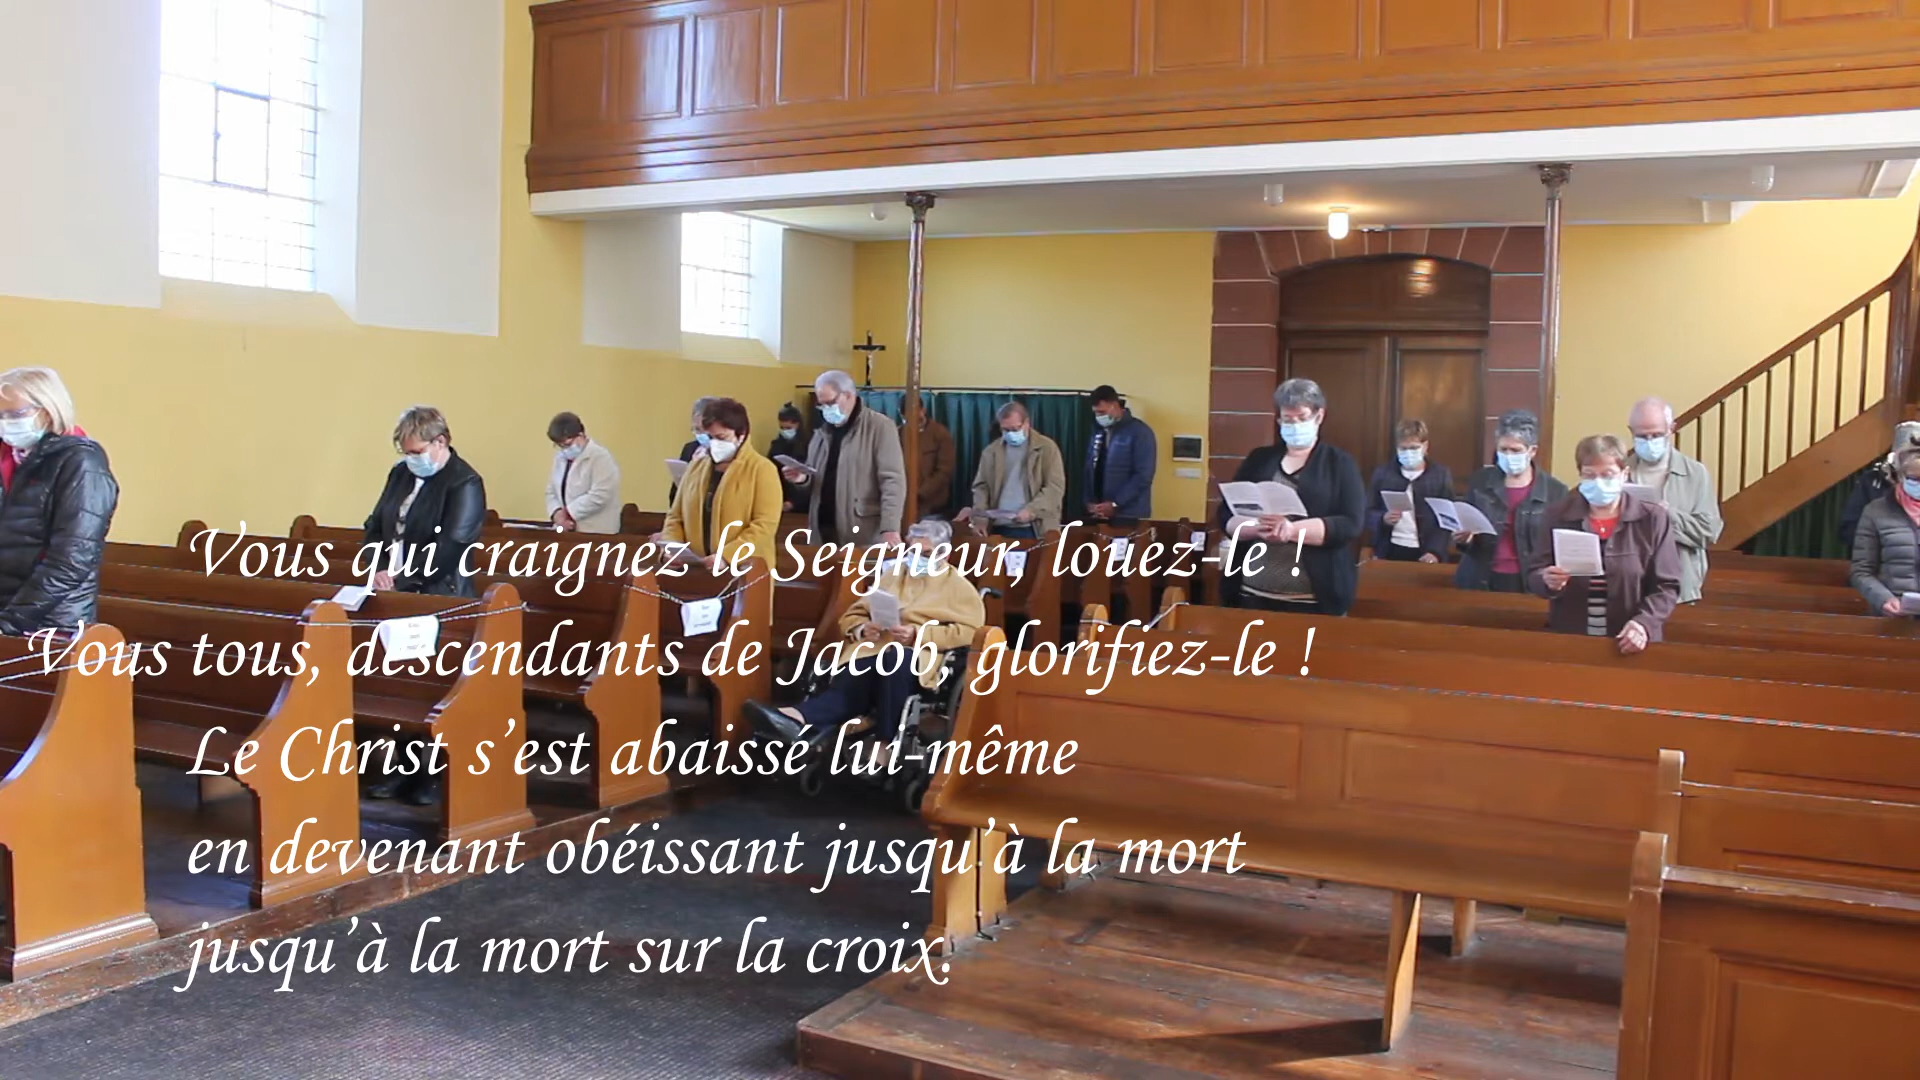 Vous qui craignez le Seigneur, louez-le !
Vous tous, descendants de Jacob, glorifiez-le !
Le Christ s’est abaissé lui-même
en devenant obéissant jusqu’à la mort
jusqu’à la mort sur la croix.